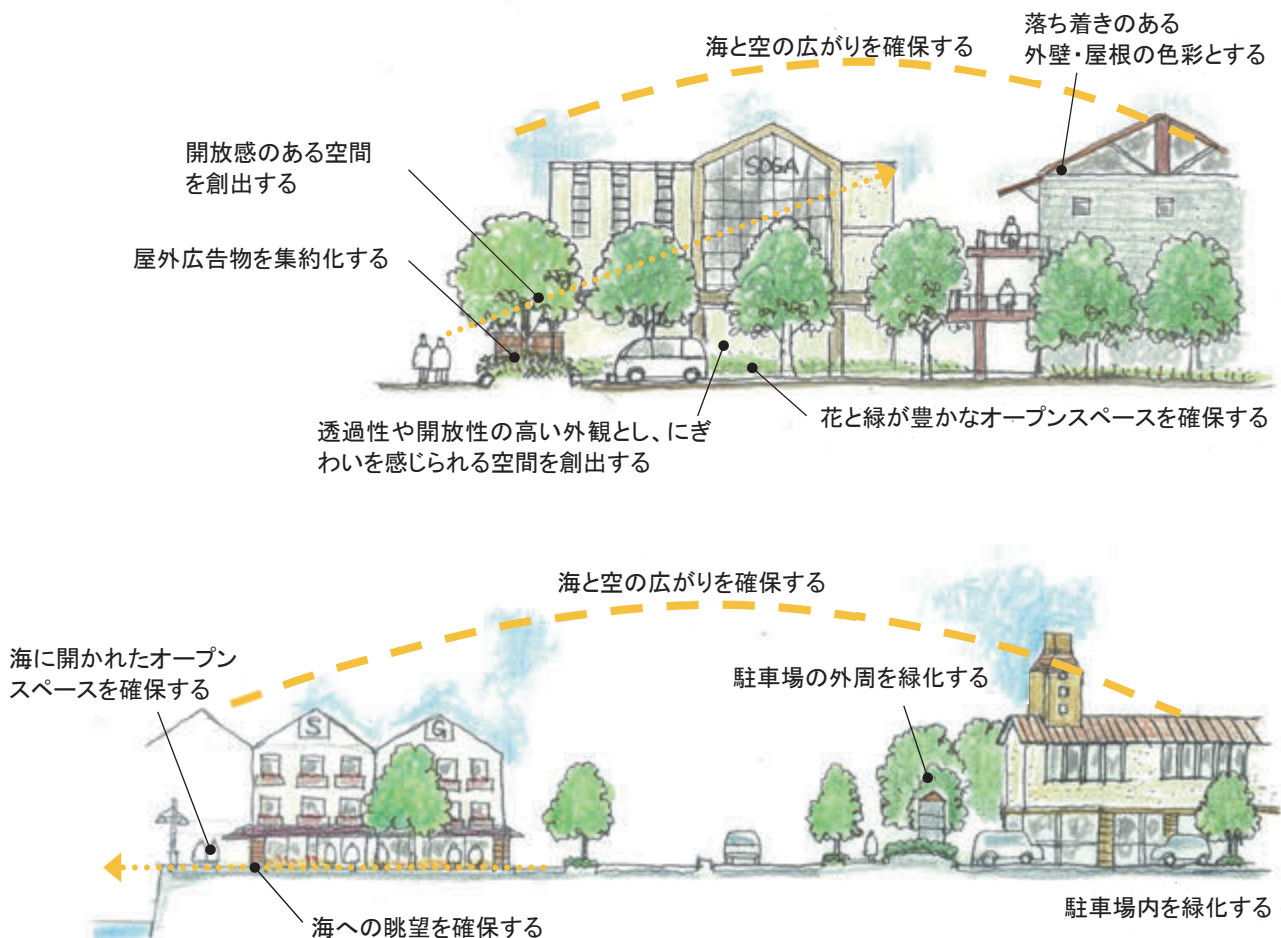 落ち着きのある
外壁・屋根の色彩とする
海と空の広がりを確保する
開放感のある空間
を創出する
SOGA
屋外広告物を集約化する
花と緑が豊かなオープンスペースを確保する
透過性や開放性の高い外観とし、にぎ
わいを感じられる空間を創出する
海と空の広がりを確保する
海に開かれたオープン
スペースを確保する
駐車場の外周を緑化する
S
G
駐車場内を緑化する
海への眺望を確保する